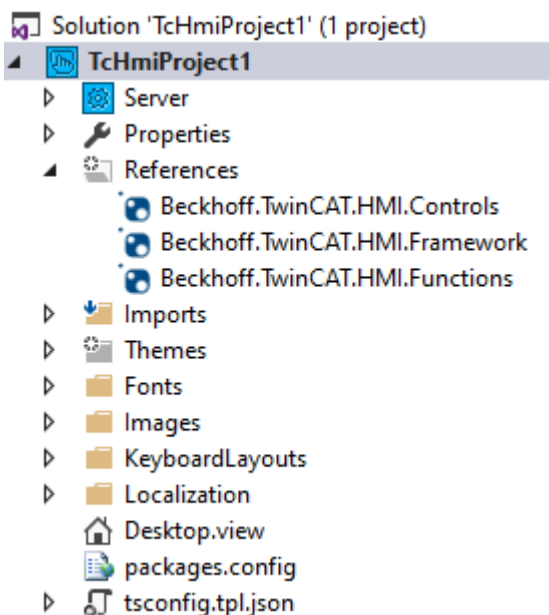 Solution 'TcHmiProject1' (1 project)
TcHmiProject1
Server
Properties
References
Beckhoff.TwinCAT.HMI.Controls
Beckhoff.TwinCAT.HMI.Framework
Beckhoff.TwinCAT.HMI.Functions
Imports
Themes
Fonts
Images
KeyboardLayouts
Localization
Desktop.view
packages.config
tsconfig.tpl.json